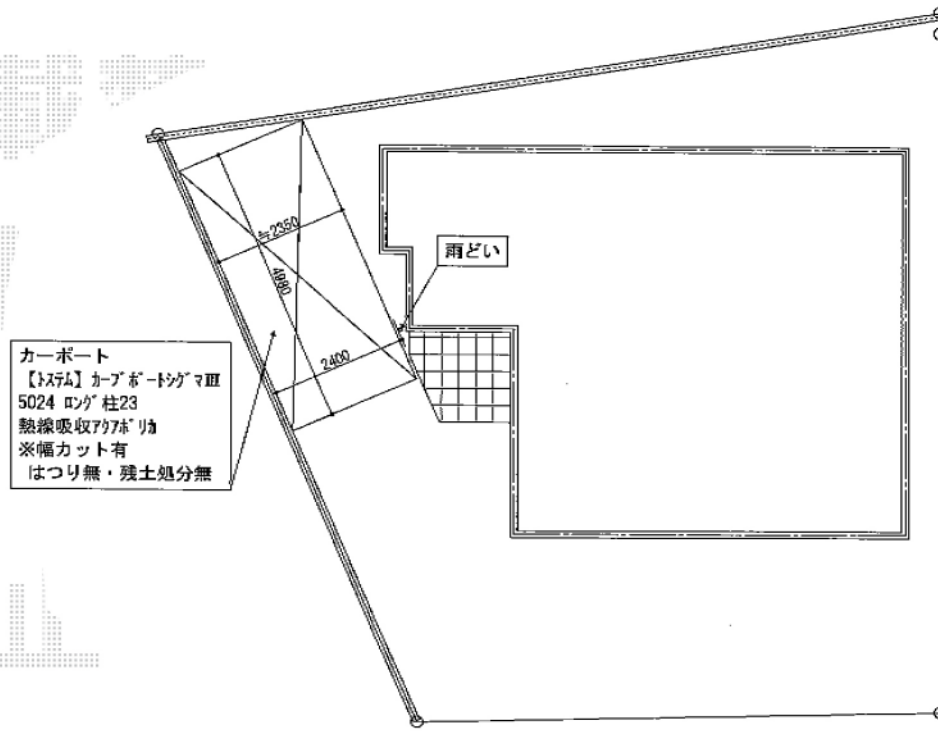 ≒2350
4980
雨どい
2400
カーポート
【トステム】カーブポートシグマⅢ
5024 ロング柱23
熱線吸収アクアポリカ
※幅カット有
はつり無・残土処分無